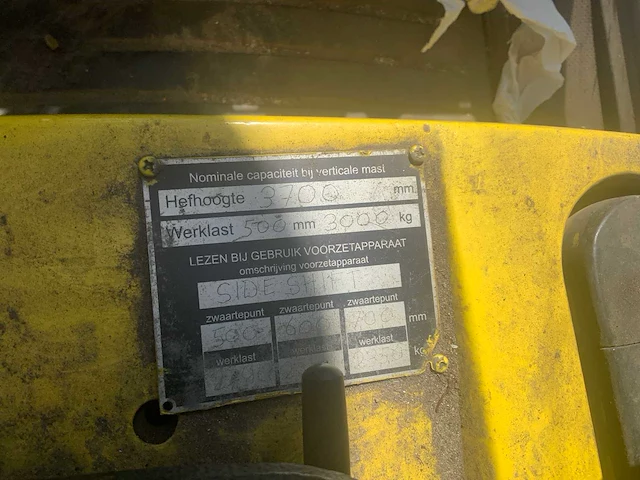 Nominale capaciteit bij verticale mast
Hefhoogte 3700 mm
Werklast 500 mm 3000 kg
LEZEN BIJ GEBRUIK VOORZETAPPARAAT
omschrijving voorzetapparaat
SIDE SHIFT
zwaartepunt zwaartepunt zwaartepunt
500 600 700 mm
werklast werklast werklast
kg